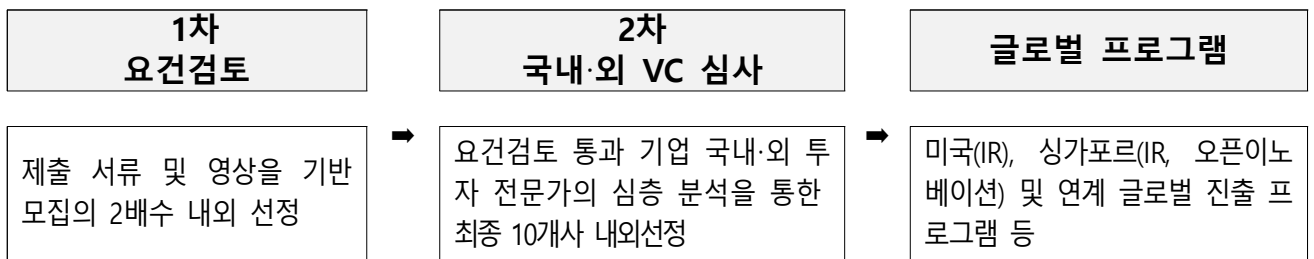 1차
요건검토
2차
국내·외 VC 심사
글로벌 프로그램
제출 서류 및 영상을 기반
모집의 2배수 내외 선정
➡
요건검토 통과 기업 국내·외 투
자 전문가의 심층 분석을 통한
최종 10개사 내외선정
➡
미국(IR), 싱가포르(IR, 오픈이노
베이션) 및 연계 글로벌 진출 프
로그램 등